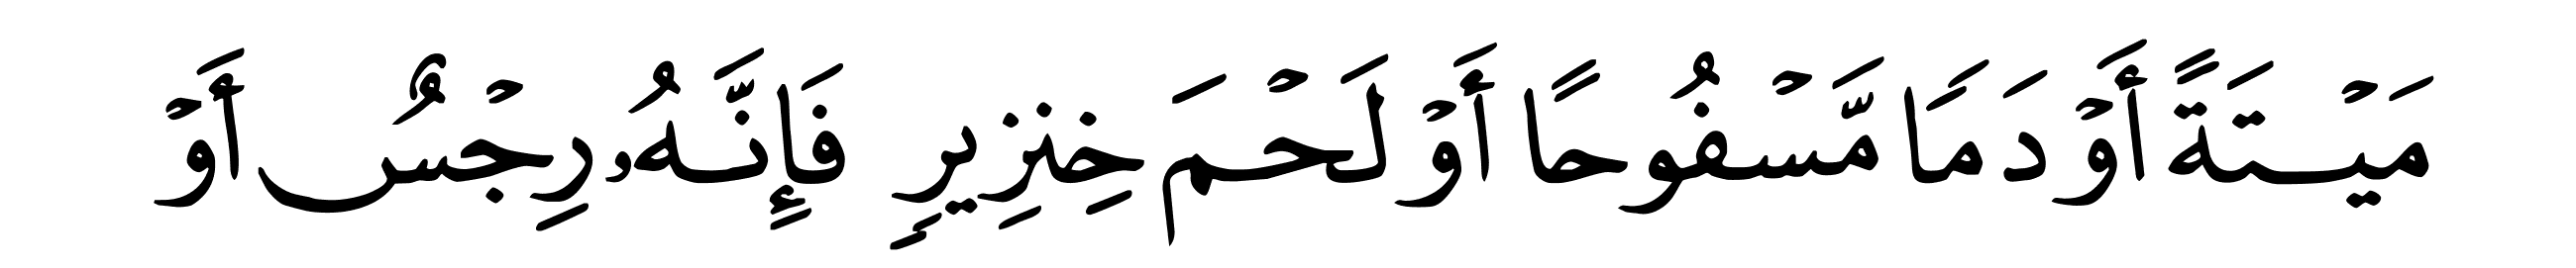 مَيْتَةً أَوْ دَمًا مَّسْفُوحًا أَوْ لَحْمَ خِنزِيرٍ فَإِنَّهُۥ رِجْسٌ أَوْ